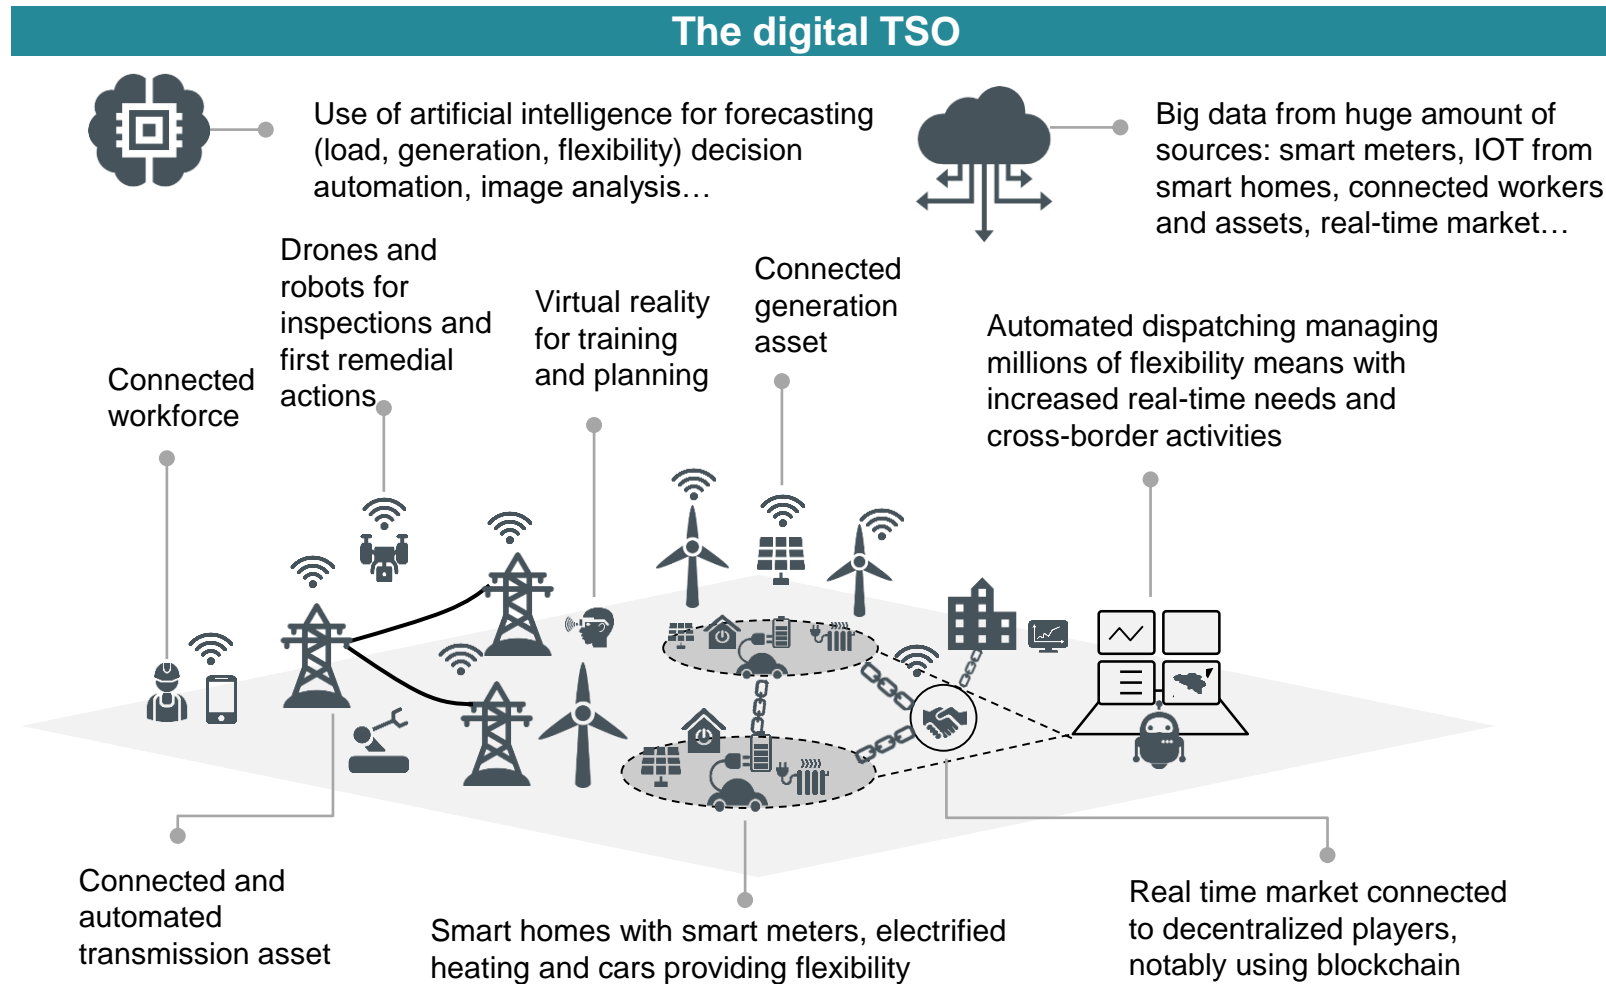 The digital TSO
Use of artificial intelligence for forecasting
(load, generation, flexibility) decision
automation, image analysis…
Big data from huge amount of
sources: smart meters, IOT from
smart homes, connected workers
and assets, real-time market…
Drones and
robots for
inspections and
first remedial
actions
Connected
workforce
Virtual reality
for training
and planning
Connected
generation
asset
Automated dispatching managing
millions of flexibility means with
increased real-time needs and
cross-border activities
Connected and
automated
transmission asset
Smart homes with smart meters, electrified
heating and cars providing flexibility
Real time market connected
to decentralized players,
notably using blockchain